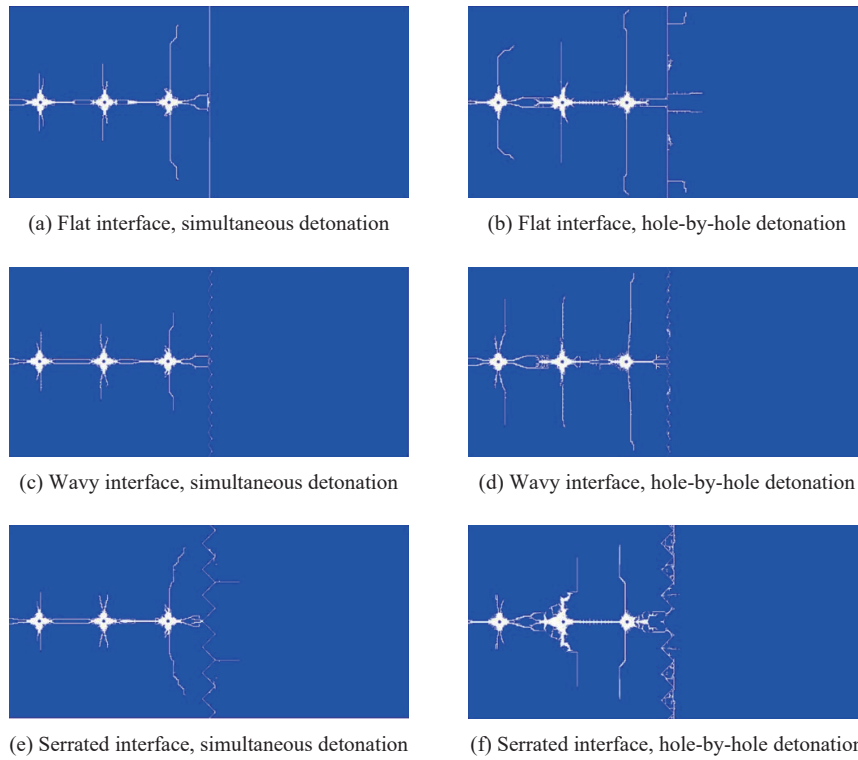 (a) Flat interface, simultaneous detonation
(b) Flat interface, hole-by-hole detonation
(c) Wavy interface, simultaneous detonation
(d) Wavy interface, hole-by-hole detonation
(e) Serrated interface, simultaneous detonation
(f) Serrated interface, hole-by-hole detonation